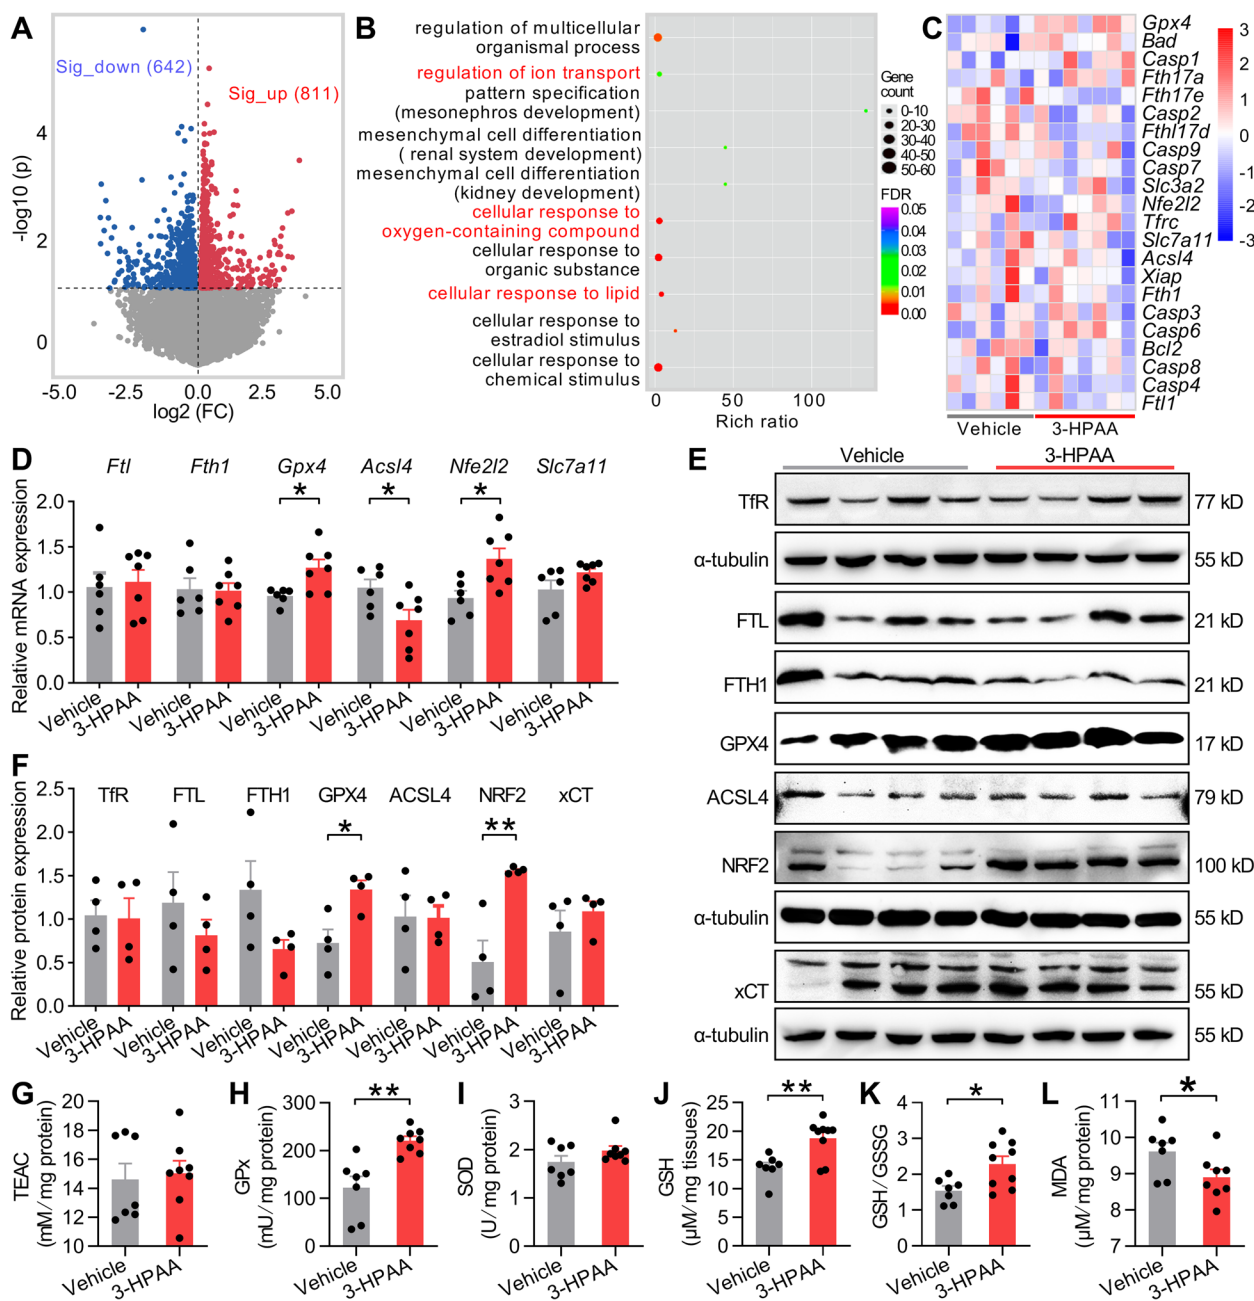 A
Sig_down (642)
Sig_up (811)
-log10 (p)
4
2
0
-5.0
-2.5
0.0
2.5
5.0
log2 (FC)
B
regulation of multicellular
organismal process
regulation of ion transport
pattern specification
(mesonephros development)
mesenchymal cell differentiation
( renal system development)
mesenchymal cell differentiation
(kidney development)
cellular response to
oxygen-containing compound
cellular response to
organic substance
cellular response to lipid
cellular response to
estradiol stimulus
cellular response to
chemical stimulus
0
50
100
Rich ratio
Gene
count
0-10
20-30
30-40
40-50
50-60
FDR
0.05
0.04
0.03
0.02
0.01
0.00
C
Gpx4
Bad
Casp1
Fth17a
Fth17e
Casp2
Fthl17d
Casp9
Casp7
Slc3a2
Nfe2l2
Tfrc
Slc7a11
Acsl4
Xiap
Fth1
Casp3
Casp6
Bcl2
Casp8
Casp4
Ftl1
3
2
1
0
-1
-2
-3
Vehicle
3-HPAA
D
Ftl
Fth1
Gpx4
Acsl4
Nfe2l2
Slc7a11
Relative mRNA expression
2.0
1.5
1.0
0.5
0.0
*
*
*
Vehicle
3-HPAA
Vehicle
3-HPAA
Vehicle
3-HPAA
Vehicle
3-HPAA
Vehicle
3-HPAA
Vehicle
3-HPAA
E
Vehicle
3-HPAA
TfR
77 kD
α-tubulin
55 kD
FTL
21 kD
FTH1
21 kD
GPX4
17 kD
ACSL4
79 kD
NRF2
100 kD
α-tubulin
55 kD
xCT
55 kD
α-tubulin
55 kD
F
TfR
FTL
FTH1
GPX4
ACSL4
NRF2
xCT
Relative protein expression
2.5
2.0
1.5
1.0
0.5
0.0
*
**
Vehicle
3-HPAA
Vehicle
3-HPAA
Vehicle
3-HPAA
Vehicle
3-HPAA
Vehicle
3-HPAA
Vehicle
3-HPAA
Vehicle
3-HPAA
G
TEAC
(mM/ mg protein)
20
18
16
14
12
10
Vehicle
3-HPAA
H
GPx
(mU/ mg protein)
300
200
100
0
**
Vehicle
3-HPAA
I
SOD
(U/ mg protein)
3
2
1
0
Vehicle
3-HPAA
J
GSH
(μM/ mg tissues)
25
20
15
10
5
0
**
Vehicle
3-HPAA
K
GSH/GSSG
4
3
2
1
0
*
Vehicle
3-HPAA
L
MDA
(μM/ mg protein)
11
10
9
8
7
*
Vehicle
3-HPAA